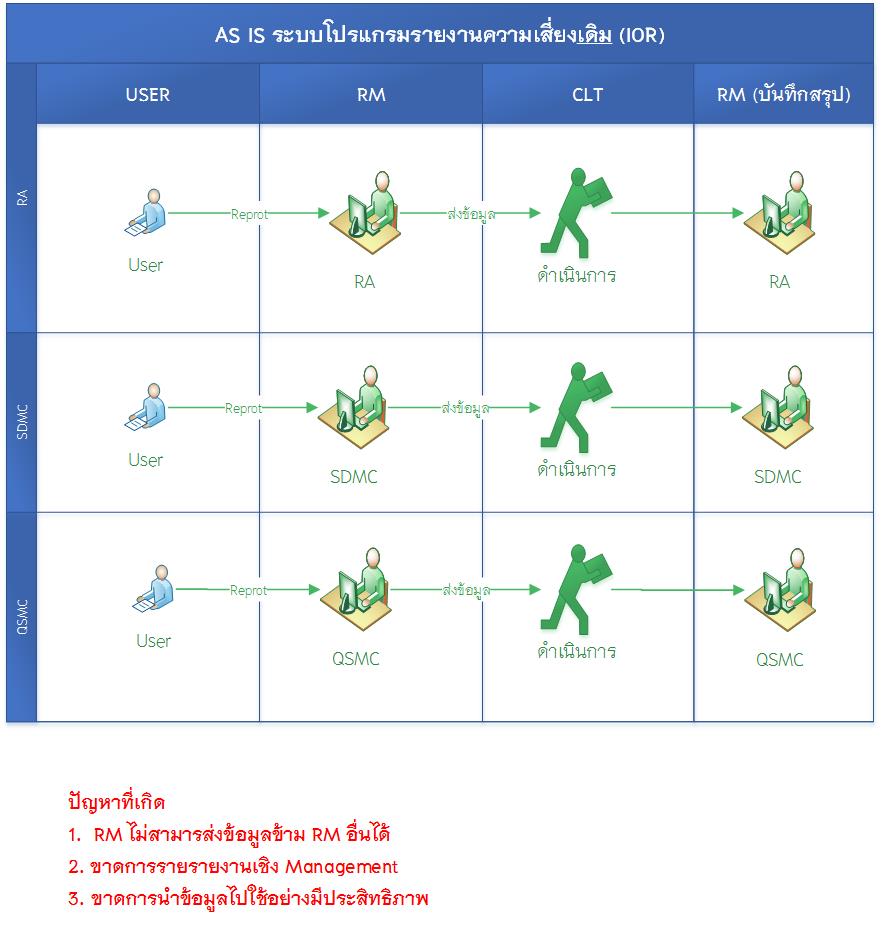 AS IS ระบบโปรแกรมรายงานความเสี่ยงเดิม (IOR)
USER RM CLT RM (บันทึกสรุป)
RA
Reprot ส่งข้อมูล
User RA ดำเนินการ RA
SDMC
Reprot ส่งข้อมูล
User SDMC ดำเนินการ SDMC
QSMC
Reprot ส่งข้อมูล
User QSMC ดำเนินการ QSMC
ปัญหาที่เกิด
1. RM ไม่สามารส่งข้อมูลข้าม RM อื่นได้
2. ขาดการรายรายงานเชิง Management
3. ขาดการนำข้อมูลไปใช้อย่างมีประสิทธิภาพ